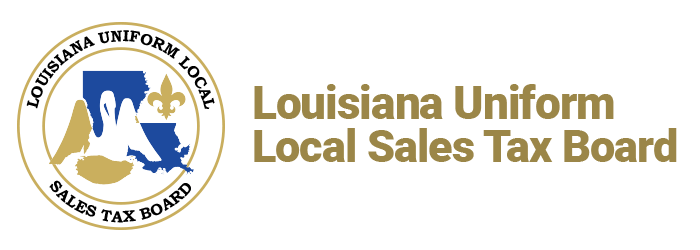 LOUISIANA UNIFORM LOCAL
SALES TAX BOARD
Louisiana Uniform
Local Sales Tax Board